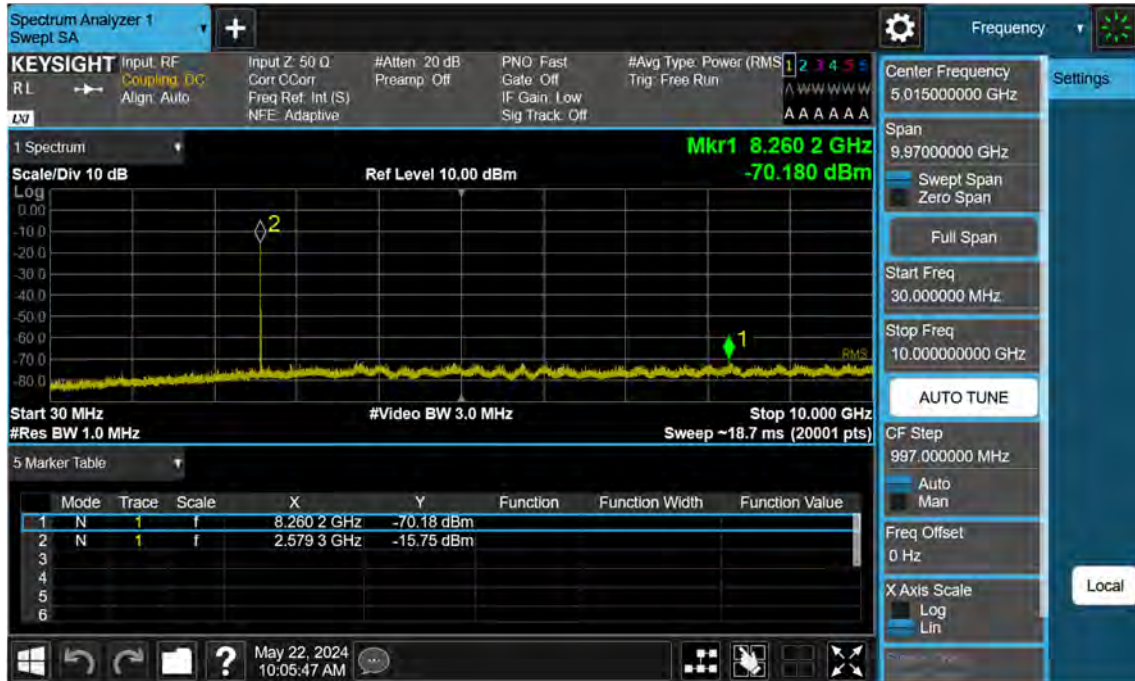 Spectrum Analyzer 1
Swept SA
+
Frequency
KEYSIGHT
RL
LXI
Input: RF
Coupling: DC
Align: Auto
Input Z: 50 Ω
Corr CCorr
Freq Ref: Int (S)
NFE: Adaptive
#Atten: 20 dB
Preamp: Off
PNO: Fast
Gate: Off
IF Gain: Low
Sig Track: Off
#Avg Type: Power (RMS
Trig: Free Run
1 2 3 4 5 6
A W W W W W
A A A A A A
1 Spectrum
Scale/Div 10 dB
Ref Level 10.00 dBm
Mkr1 8.260 2 GHz
-70.180 dBm
Log
0.00
-10.0
-20.0
-30.0
-40.0
-50.0
-60.0
-70.0
-80.0
2
1
RMS
Start 30 MHz
#Video BW 3.0 MHz
Stop 10.000 GHz
#Res BW 1.0 MHz
Sweep ~18.7 ms (20001 pts)
5 Marker Table
Mode Trace Scale X Y Function Function Width Function Value
1 N 1 f 8.260 2 GHz -70.18 dBm
2 N 1 f 2.579 3 GHz -15.75 dBm
3
4
5
6
May 22, 2024
10:05:47 AM
?
Center Frequency
5.015000000 GHz
Span
9.97000000 GHz
Swept Span
Zero Span
Full Span
Start Freq
30.000000 MHz
Stop Freq
10.000000000 GHz
AUTO TUNE
CF Step
997.000000 MHz
Auto
Man
Freq Offset
0 Hz
X Axis Scale
Log
Lin
Settings
Local